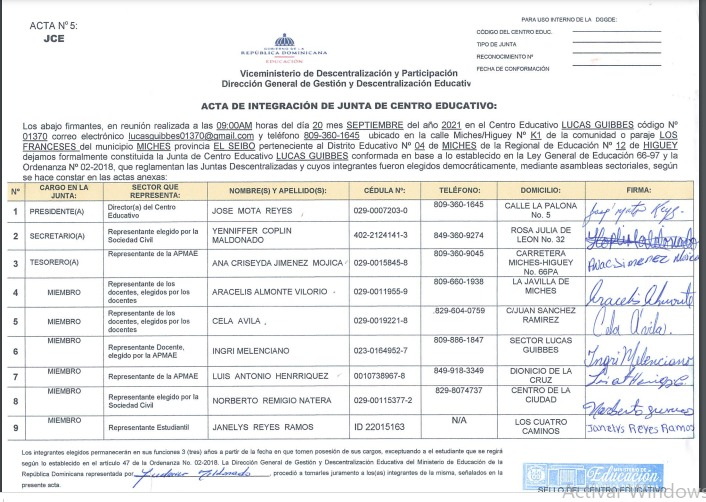 ACTA Nº 5:
JCE
PARA USO INTERNO DE LA DGGDE:
CÓDIGO DEL CENTRO EDUC.
TIPO DE JUNTA
RECONOCIMIENTO Nº
FECHA DE CONFORMACIÓN
GOBIERNO DE LA
REPÚBLICA DOMINICANA
EDUCACIÓN
Viceministerio de Descentralización y Participación
Dirección General de Gestión y Descentralización Educativ
ACTA DE INTEGRACIÓN DE JUNTA DE CENTRO EDUCATIVO:
Los abajo firmantes, en reunión realizada a las 09:00AM horas del día 20 mes SEPTIEMBRE del año 2021 en el Centro Educativo LUCAS GUIBBES código Nº
01370 correo electrónico lucasguibbes01370@gmail.com y teléfono 809-360-1645 ubicado en la calle Miches/Higuey Nº K1 de la comunidad o paraje LOS
FRANCESES del municipio MICHES provincia EL SEIBO perteneciente al Distrito Educativo Nº 04 de MICHES de la Regional de Educación Nº 12 de HIGUEY
dejamos formalmente constituida la Junta de Centro Educativo LUCAS GUIBBES conformada en base a lo establecido en la Ley General de Educación 66-97 y la
Ordenanza Nº 02-2018, que reglamentan las Juntas Descentralizadas y cuyos integrantes fueron elegidos democráticamente, mediante asambleas sectoriales, según
se hace constar en las actas anexas:
Nº CARGO EN LA JUNTA: SECTOR QUE REPRESENTA: NOMBRE(S) Y APELLIDO(S): CÉDULA Nº: TELÉFONO: DOMICILIO: FIRMA:
1 PRESIDENTE(A) Director(a) del Centro Educativo JOSE MOTA REYES 029-0007203-0 809-360-1645 CALLE LA PALONA No. 5 José Mota Reyes.
2 SECRETARIO(A) Representante elegido por la Sociedad Civil YENNIFFER COPLIN MALDONADO 402-2124141-3 849-360-9274 ROSA JULIA DE LEON No. 32
3 TESORERO(A) Representante de la APMAE ANA CRISEYDA JIMENEZ MOJICA 029-0015845-8 809-360-9045 CARRETERA MICHES-HIGUEY No. 66PA Ana C Jimenez Mojica
4 MIEMBRO Representante de los docentes, elegidos por los docentes ARACELIS ALMONTE VILORIO 029-0011955-9 809-660-1938 LA JAVILLA DE MICHES Aracelis Almonte
5 MIEMBRO Representante de los docentes, elegidos por los docentes CELA AVILA 029-0019221-8 829-604-0759 C/JUAN SANCHEZ RAMIREZ Cela Avila.
6 MIEMBRO Representante Docente, elegido por la APMAE INGRI MELENCIANO 023-0164952-7 809-886-1847 SECTOR LUCAS GUIBBES Ingri Melenciano
7 MIEMBRO Representante de la APMAE LUIS ANTONIO HENRRIQUEZ 0010738967-8 849-918-3349 DIONICIO DE LA CRUZ
8 MIEMBRO Representante elegido por la Sociedad Civil NORBERTO REMIGIO NATERA 029-00115377-2 829-8074737 CENTRO DE LA CIUDAD Norberto
9 MIEMBRO Representante Estudiantil JANELYS REYES RAMOS ID 22015163 N/A LOS CUATRO CAMINOS Janelys Reyes Ramos
Los integrantes elegidos permanecerán en sus funciones 3 (tres) años a partir de la fecha en que tomen posesión de sus cargos, exceptuando a el estudiante que se regirá
según lo establecido en el artículo 47 de la Ordenanza No. 02-2018. La Dirección General de Gestión y Descentralización Educativa del Ministerio de Educación de la
República Dominicana representada por Maldonado, procedió a tomarles juramento a los(as) integrantes de la misma, señalados en la
presente acta.
MINISTERIO DE
Educación.
SELLO DEL CENTRO EDUCATIVO
Activar Windows